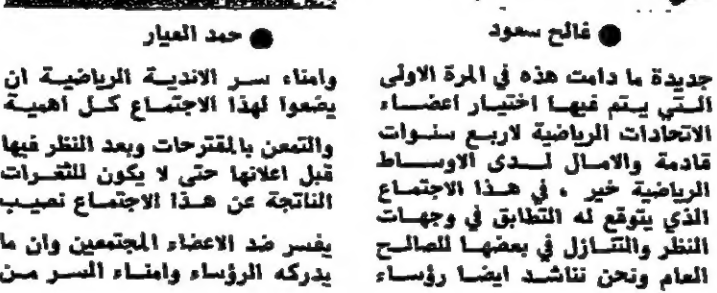 ● فالح سعود
جديدة ما دامت هذه في المرة الاولى
التي يتم فيها اختيار اعضاء
الاتحادات الرياضية لاربع سنوات
قادمة والامال لدى الاوساط
الرياضية خير ، في هذا الاجتماع
الذي يتوقع له التطابق في وجهات
النظر والتنازل في بعضها للصالح
العام ونحن نناشد ايضا رؤساء
● حمد العيار
وامناء سر الاندية الرياضية ان
يضعوا لهذا الاجتماع كل اهمية
والتمعن بالمقترحات وبعد النظر فيها
قبل اعلانها حتى لا يكون للثغرات
الناتجة عن هذا الاجتماع نصيب
يفسر ضد الاعضاء المجتمعين وان ما
يدركه الرؤساء وامناء السر من